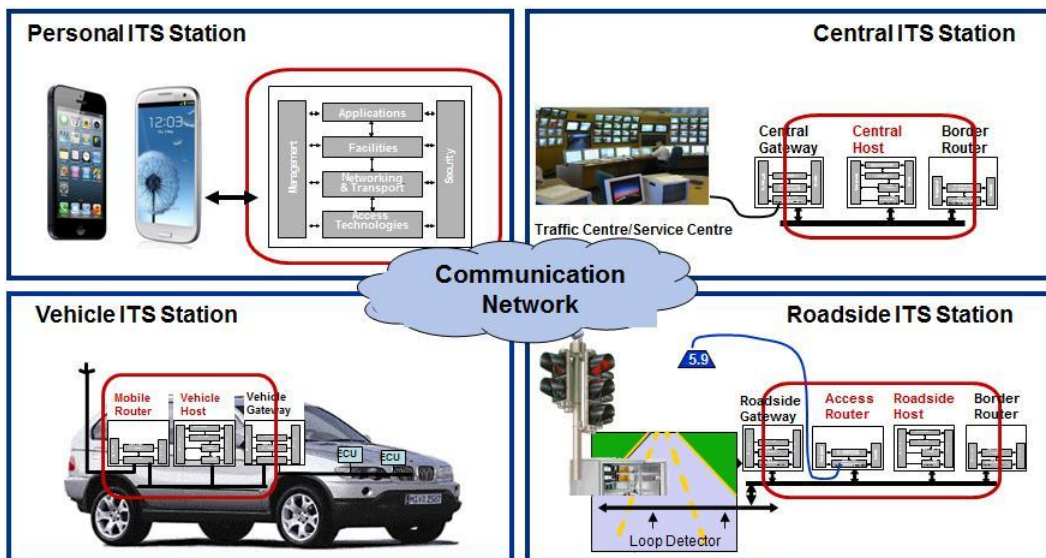 Personal ITS Station
12:03
Management
Applications
Facilities
Networking
& Transport
Access
Technologies
Security
Central ITS Station
Central
Gateway
Central
Host
Border
Router
Traffic Centre/Service Centre
Communication
Network
Vehicle ITS Station
Mobile
Router
Vehicle
Host
Vehicle
Gateway
ECU
ECU
Roadside ITS Station
5.9
Roadside
Gateway
Access
Router
Roadside
Host
Border
Router
Loop Detector